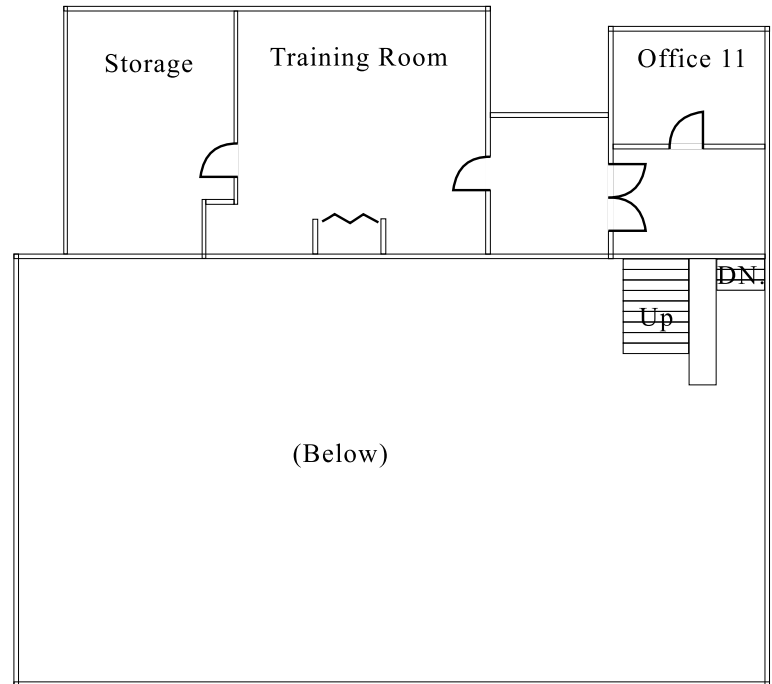 Storage
Training Room
Office 11
DN.
Up
(Below)